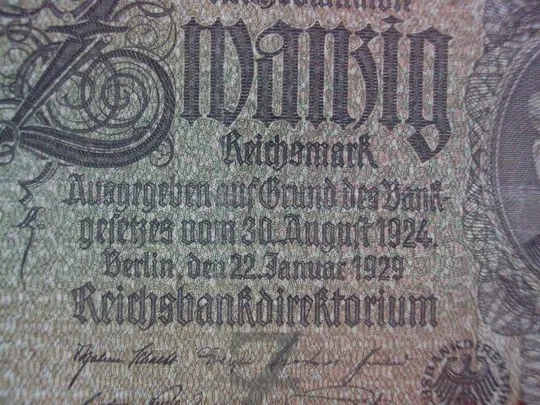 Zwanzig
Reichsmark
Ausgegeben auf Grund des Bank-
gesetzes vom 30. August 1924.
Berlin, den 22. Januar 1929
Reichsbankdirektorium